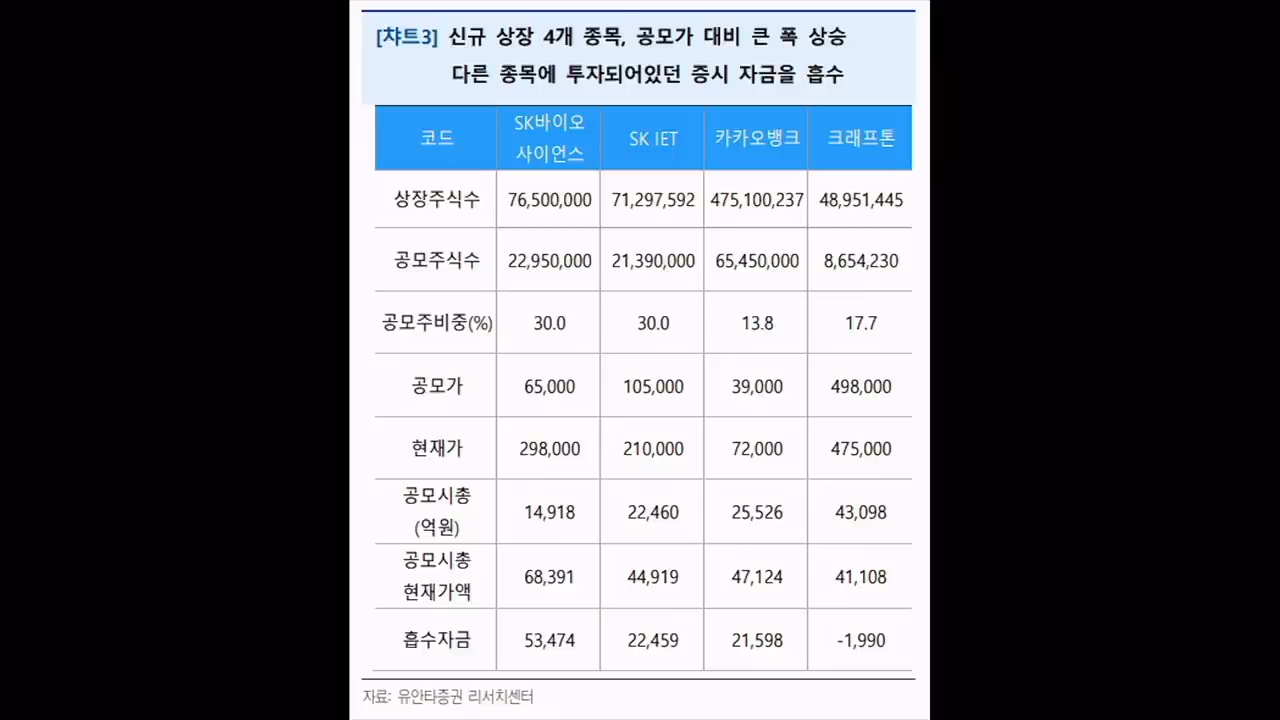 [챠트3] 신규 상장 4개 종목, 공모가 대비 큰 폭 상승
다른 종목에 투자되어있던 증시 자금을 흡수
코드 SK바이오사이언스 SK IET 카카오뱅크 크래프톤
상장주식수 76,500,000 71,297,592 475,100,237 48,951,445
공모주식수 22,950,000 21,390,000 65,450,000 8,654,230
공모주비중(%) 30.0 30.0 13.8 17.7
공모가 65,000 105,000 39,000 498,000
현재가 298,000 210,000 72,000 475,000
공모시총(억원) 14,918 22,460 25,526 43,098
공모시총 현재가액 68,391 44,919 47,124 41,108
흡수자금 53,474 22,459 21,598 -1,990
자료: 유안타증권 리서치센터